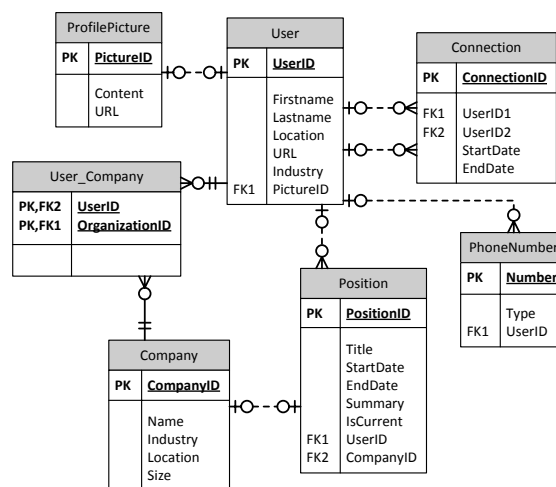 ProfilePicture
PK PictureID
Content
URL
User
PK UserID
Firstname
Lastname
Location
URL
Industry
FK1 PictureID
Connection
PK ConnectionID
FK1 UserID1
FK2 UserID2
StartDate
EndDate
User_Company
PK,FK2 UserID
PK,FK1 OrganizationID
PhoneNumber
PK Number
Type
FK1 UserID
Position
PK PositionID
Title
StartDate
EndDate
Summary
IsCurrent
FK1 UserID
FK2 CompanyID
Company
PK CompanyID
Name
Industry
Location
Size